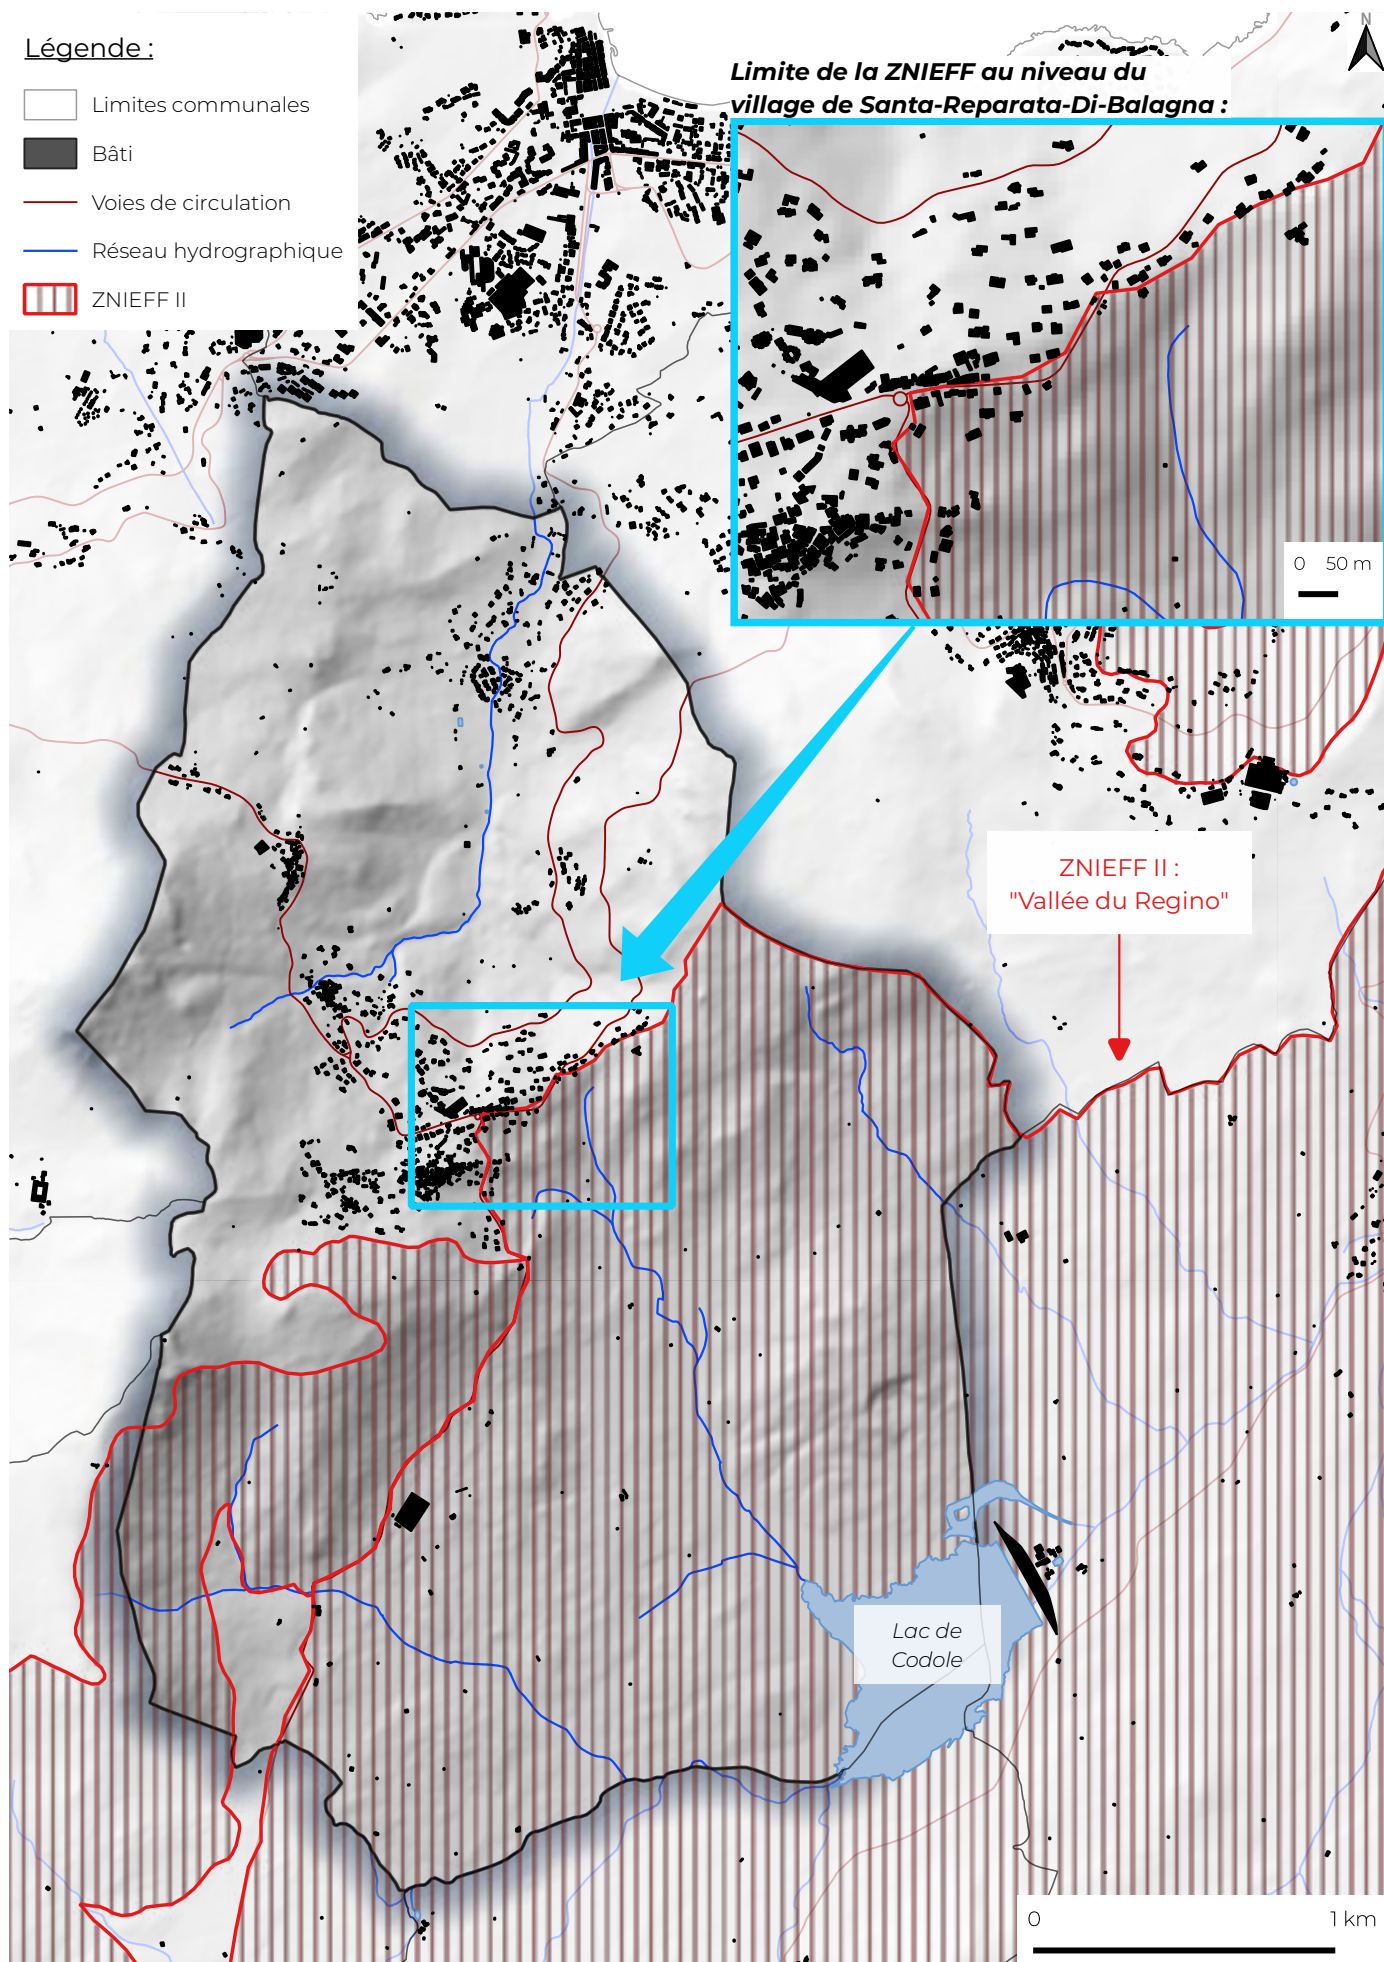 Légende :
Limites communales
Bâti
Voies de circulation
Réseau hydrographique
ZNIEFF II
N
Limite de la ZNIEFF au niveau du
village de Santa-Reparata-Di-Balagna :
0 50 m
ZNIEFF II :
"Vallée du Regino"
Lac de
Codole
0 1 km